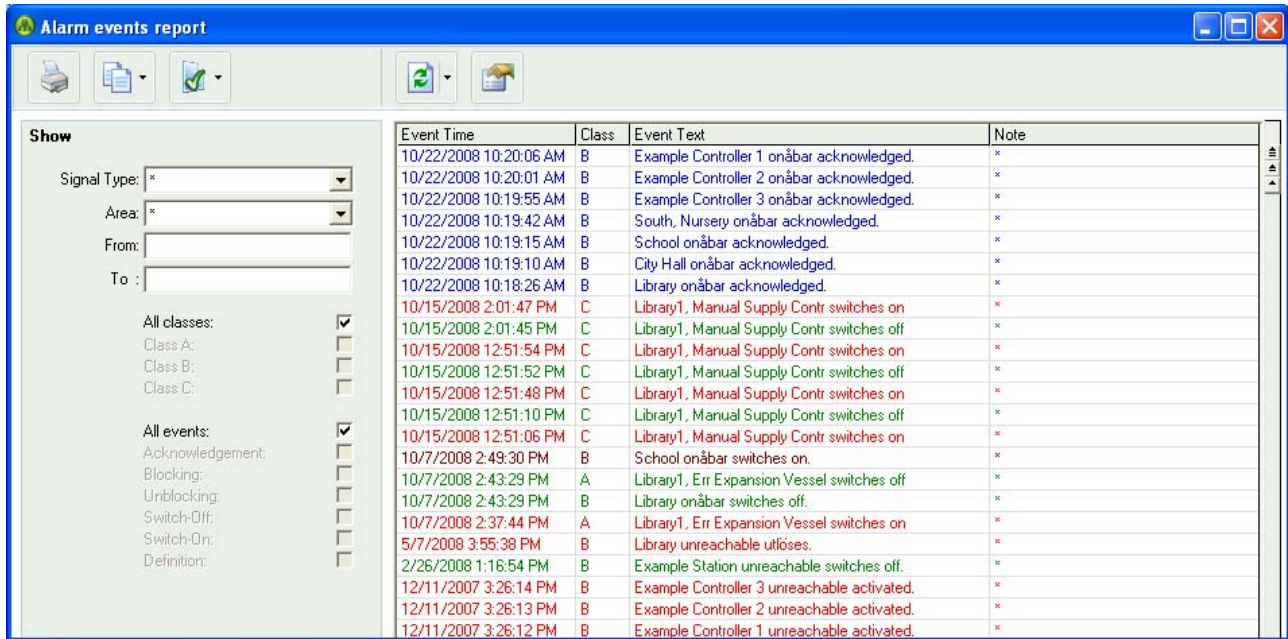 Alarm events report
Show
Signal Type: *
Area: *
From:
To :
All classes:
Class A:
Class B:
Class C:
All events:
Acknowledgement:
Blocking:
Unblocking:
Switch-Off:
Switch-On:
Definition:
Event Time Class Event Text Note
10/22/2008 10:20:06 AM B Example Controller 1 onåbar acknowledged. *
10/22/2008 10:20:01 AM B Example Controller 2 onåbar acknowledged. *
10/22/2008 10:19:55 AM B Example Controller 3 onåbar acknowledged. *
10/22/2008 10:19:42 AM B South, Nursery onåbar acknowledged. *
10/22/2008 10:19:15 AM B School onåbar acknowledged. *
10/22/2008 10:19:10 AM B City Hall onåbar acknowledged. *
10/22/2008 10:18:26 AM B Library onåbar acknowledged. *
10/15/2008 2:01:47 PM C Library1, Manual Supply Contr switches on *
10/15/2008 2:01:45 PM C Library1, Manual Supply Contr switches off *
10/15/2008 12:51:54 PM C Library1, Manual Supply Contr switches on *
10/15/2008 12:51:52 PM C Library1, Manual Supply Contr switches off *
10/15/2008 12:51:48 PM C Library1, Manual Supply Contr switches on *
10/15/2008 12:51:10 PM C Library1, Manual Supply Contr switches off *
10/15/2008 12:51:06 PM C Library1, Manual Supply Contr switches on *
10/7/2008 2:49:30 PM B School onåbar switches on. *
10/7/2008 2:43:29 PM A Library1, Err Expansion Vessel switches off *
10/7/2008 2:43:29 PM B Library onåbar switches off. *
10/7/2008 2:37:44 PM A Library1, Err Expansion Vessel switches on *
5/7/2008 3:55:38 PM B Library unreachable utlöses. *
2/26/2008 1:16:54 PM B Example Station unreachable switches off. *
12/11/2007 3:26:14 PM B Example Controller 3 unreachable activated. *
12/11/2007 3:26:13 PM B Example Controller 2 unreachable activated. *
12/11/2007 3:26:12 PM B Example Controller 1 unreachable activated. *